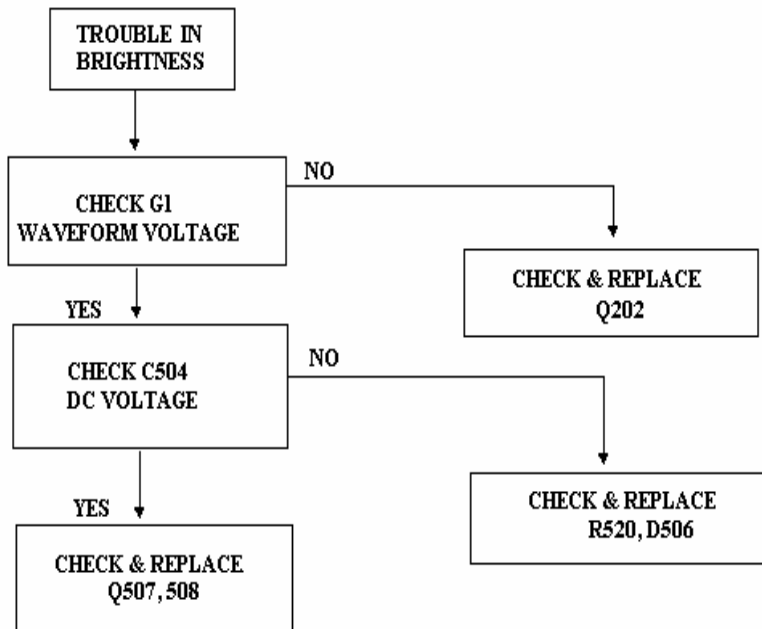 TROUBLE IN
BRIGHTNESS
NO
CHECK G1
WAVEFORM VOLTAGE
CHECK & REPLACE
Q202
YES
NO
CHECK C504
DC VOLTAGE
CHECK & REPLACE
R520, D506
YES
CHECK & REPLACE
Q507, 508